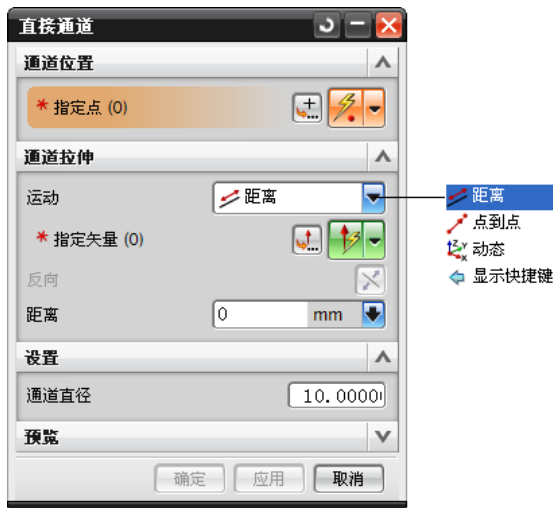 直接通道
通道位置
* 指定点 (0)
通道拉伸
运动 距离
* 指定矢量 (0)
反向
距离 0 mm
设置
通道直径 10.0000
预览
确定 应用 取消
距离
点到点
动态
显示快捷键